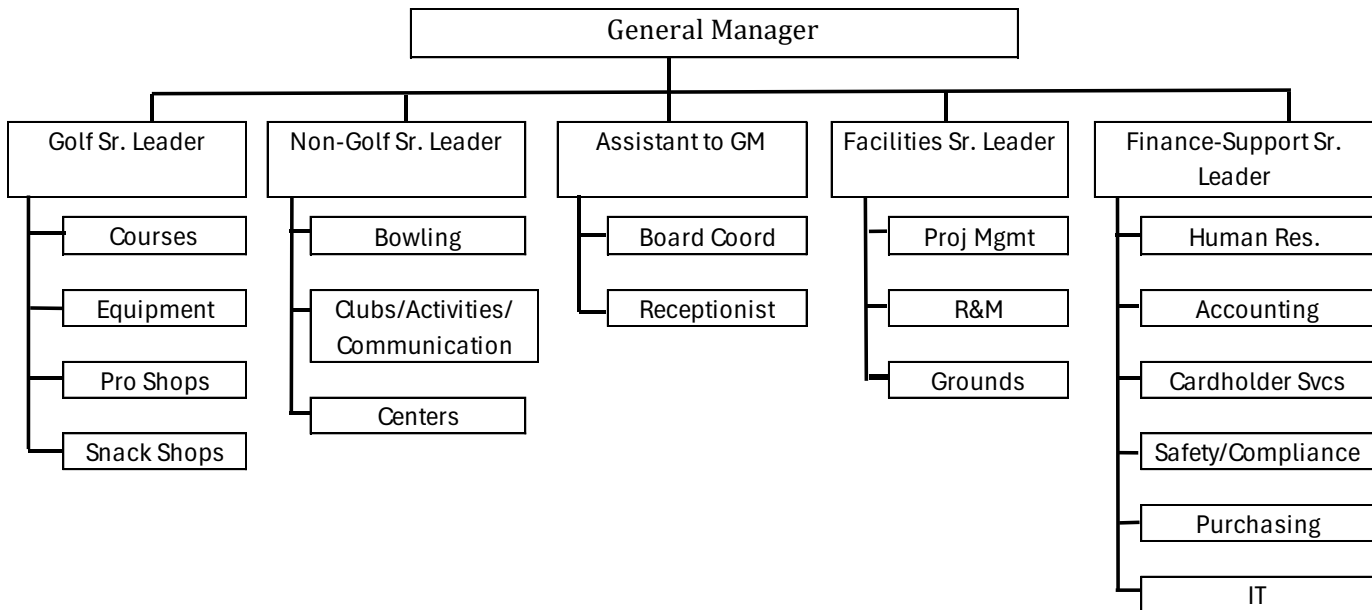 General Manager
Golf Sr. Leader
Non-Golf Sr. Leader
Assistant to GM
Facilities Sr. Leader
Finance-Support Sr.
Leader
Courses
Equipment
Pro Shops
Snack Shops
Bowling
Clubs/Activities/
Communication
Centers
Board Coord
Receptionist
Proj Mgmt
R&M
Grounds
Human Res.
Accounting
Cardholder Svcs
Safety/Compliance
Purchasing
IT